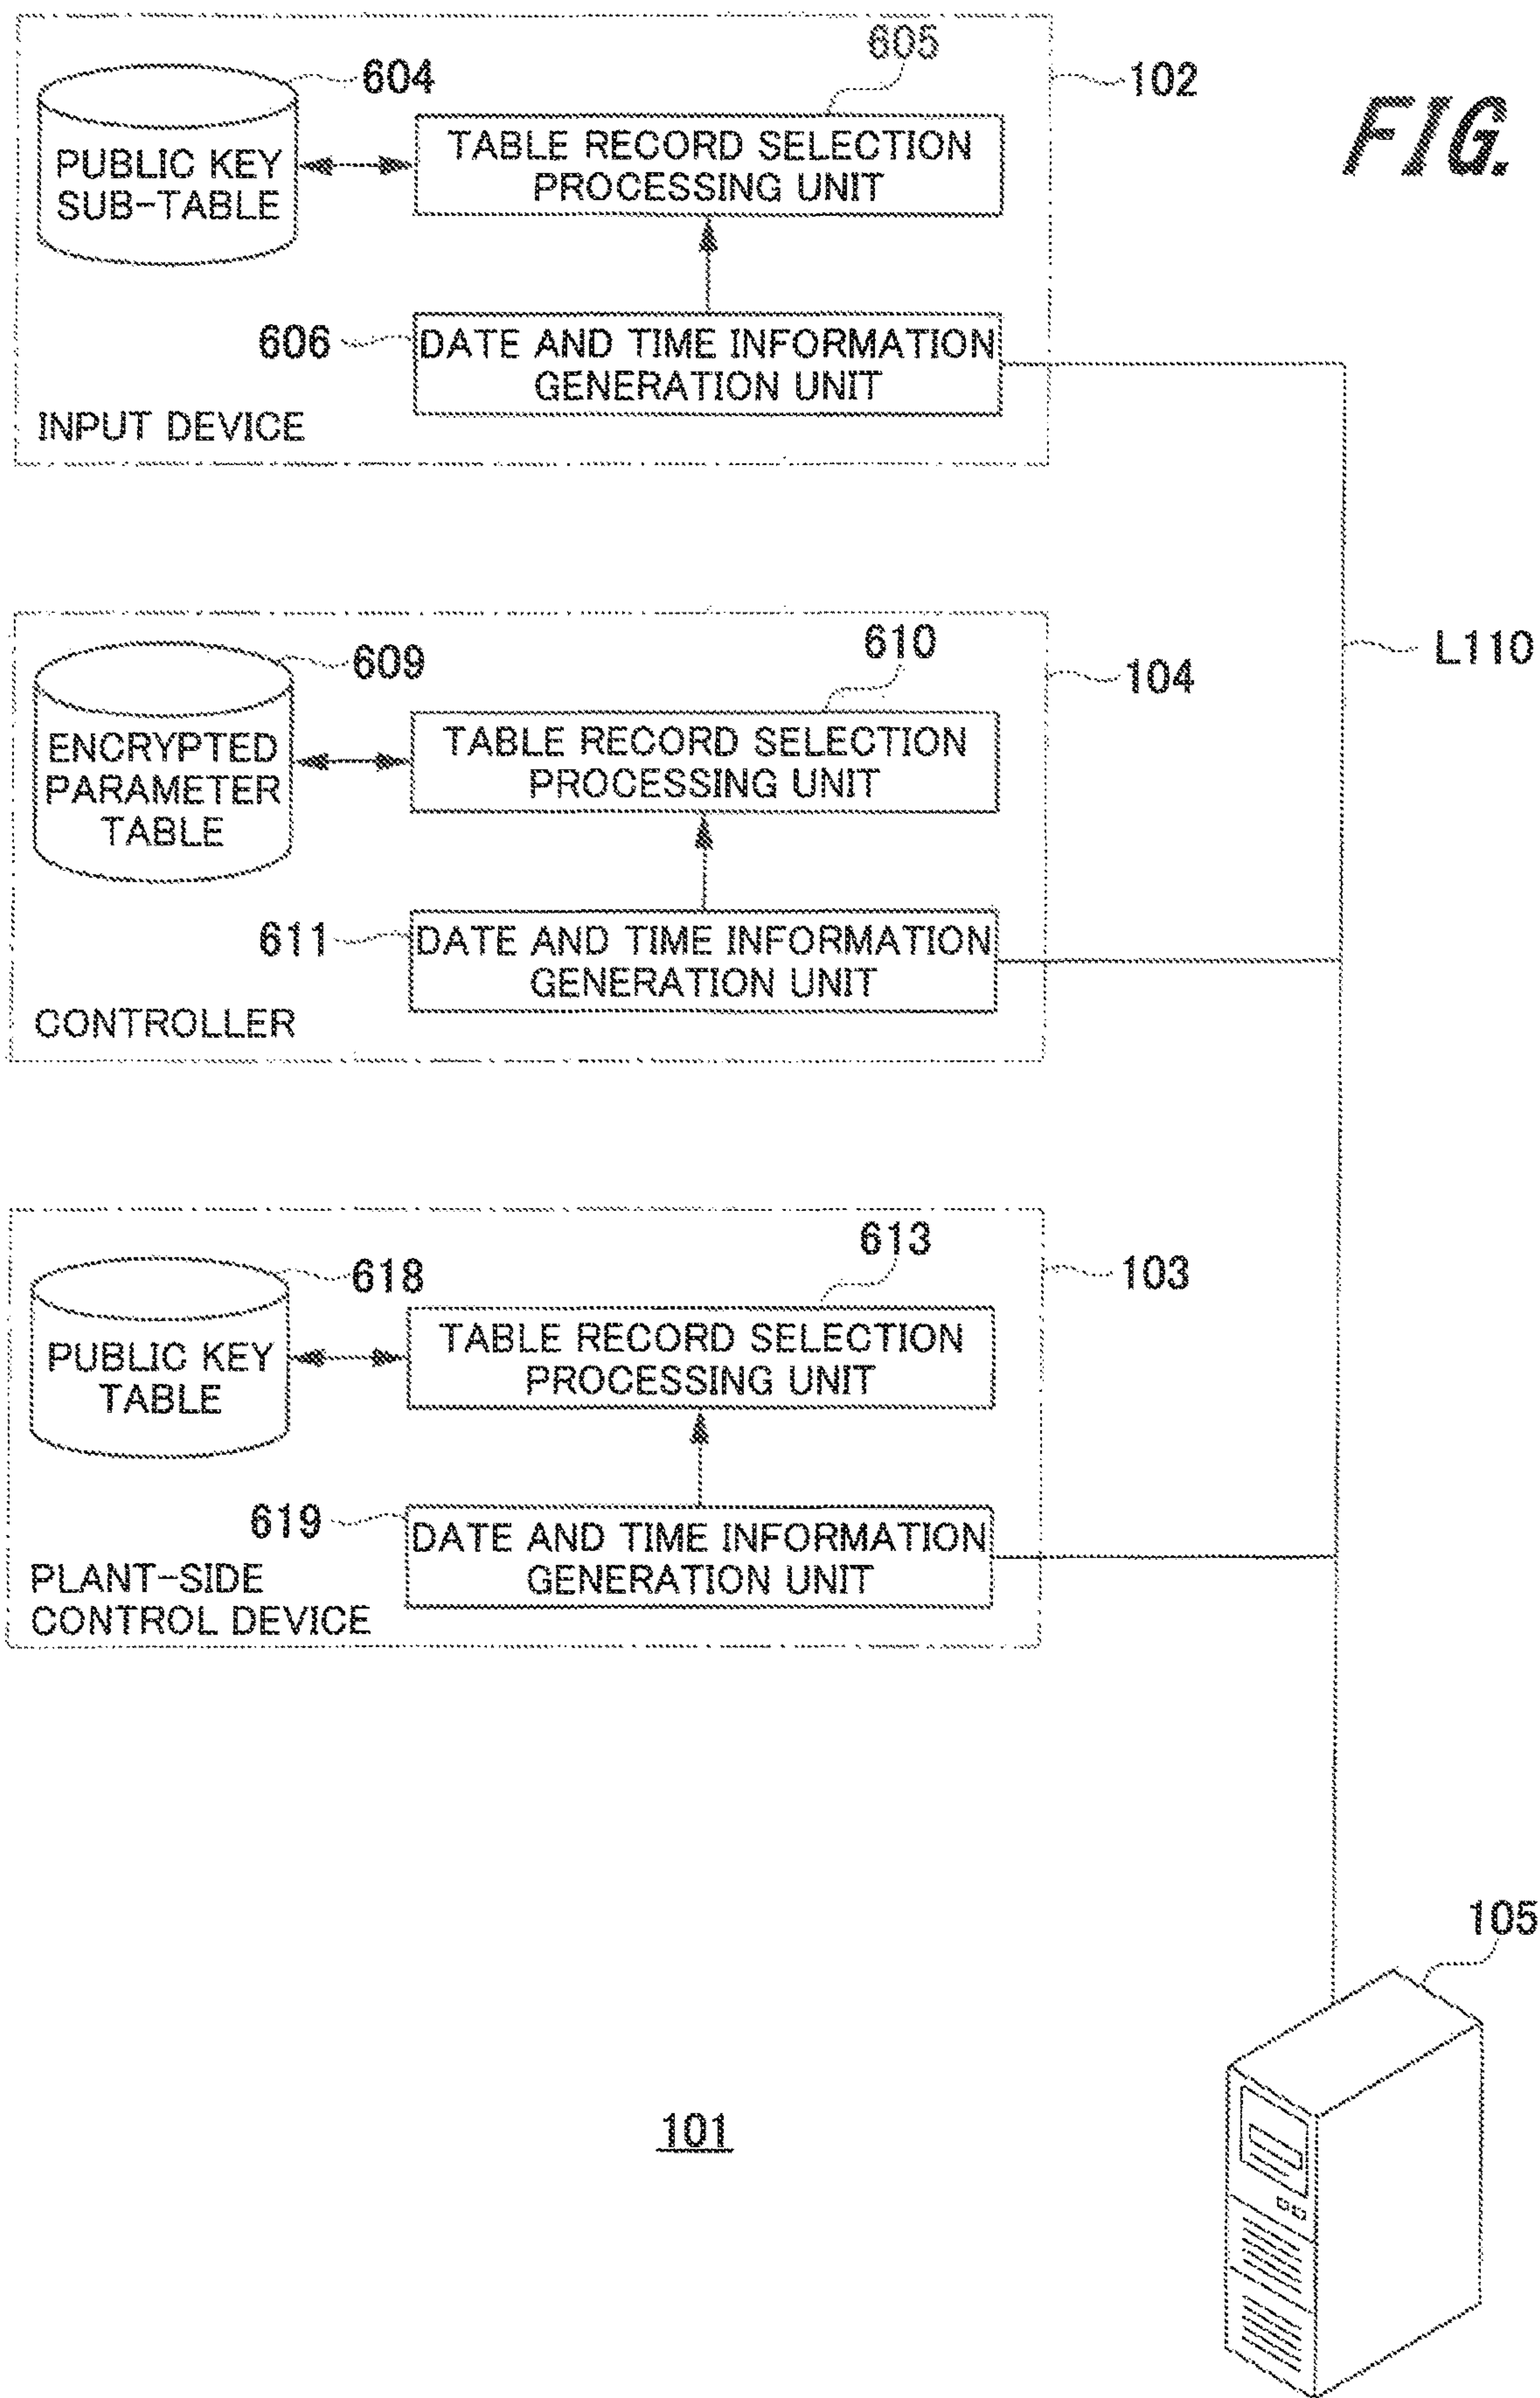 FIG.
605
604
102
PUBLIC KEY
SUB-TABLE
TABLE RECORD SELECTION
PROCESSING UNIT
606
DATE AND TIME INFORMATION
GENERATION UNIT
INPUT DEVICE
610
609
104
L110
ENCRYPTED
PARAMETER
TABLE
TABLE RECORD SELECTION
PROCESSING UNIT
611
DATE AND TIME INFORMATION
GENERATION UNIT
CONTROLLER
613
618
103
PUBLIC KEY
TABLE
TABLE RECORD SELECTION
PROCESSING UNIT
619
DATE AND TIME INFORMATION
GENERATION UNIT
PLANT-SIDE
CONTROL DEVICE
105
101